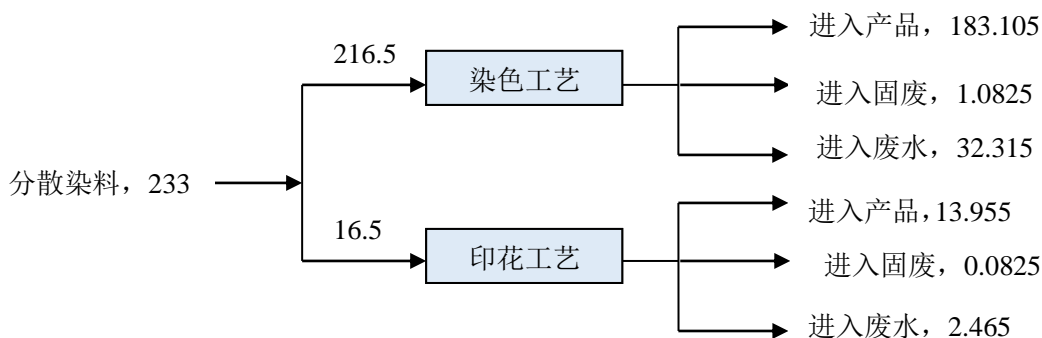 进入产品，183.105
216.5
染色工艺
进入固废，1.0825
进入废水，32.315
分散染料，233
进入产品，13.955
16.5
印花工艺
进入固废，0.0825
进入废水，2.465